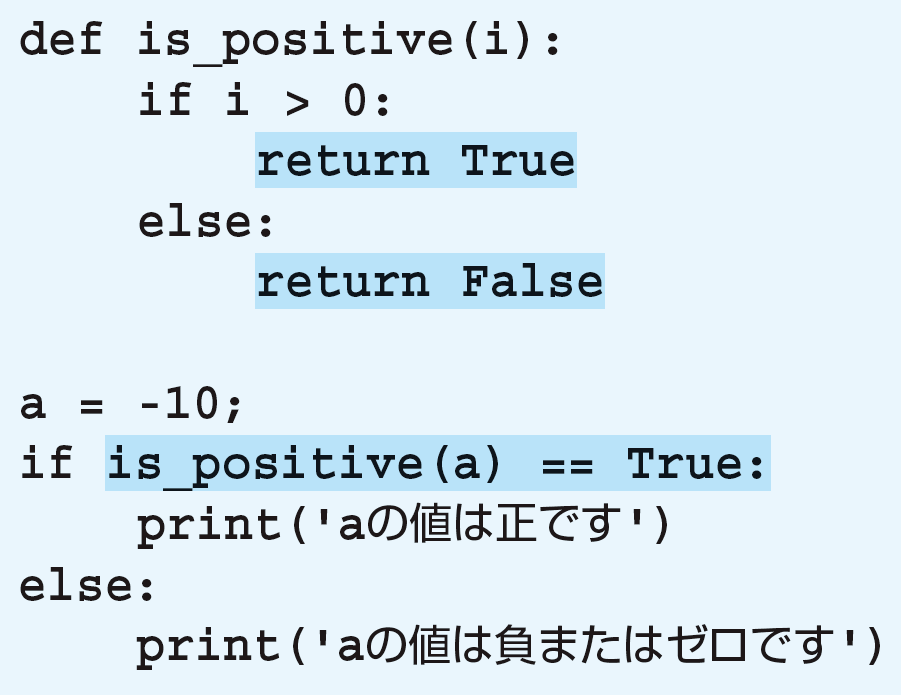 def is_positive(i):
    if i > 0:
        return True
    else:
        return False

a = -10;
if is_positive(a) == True:
    print('aの値は正です')
else:
    print('aの値は負またはゼロです')